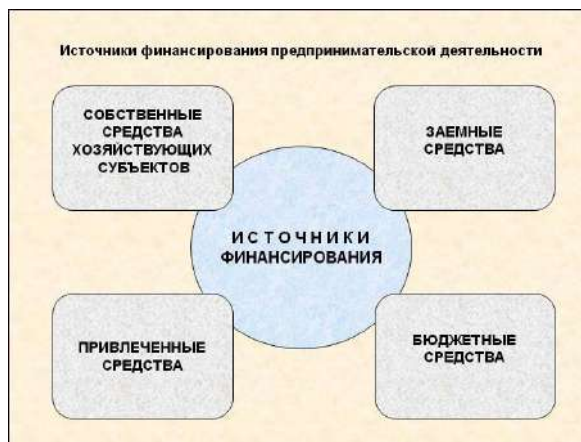 Источники финансирования предпринимательской деятельности
СОБСТВЕННЫЕ
СРЕДСТВА
ХОЗЯЙСТВУЮЩИХ
СУБЪЕКТОВ
ЗАЕМНЫЕ
СРЕДСТВА
ИСТОЧНИКИ
ФИНАНСИРОВАНИЯ
ПРИВЛЕЧЕННЫЕ
СРЕДСТВА
БЮДЖЕТНЫЕ
СРЕДСТВА